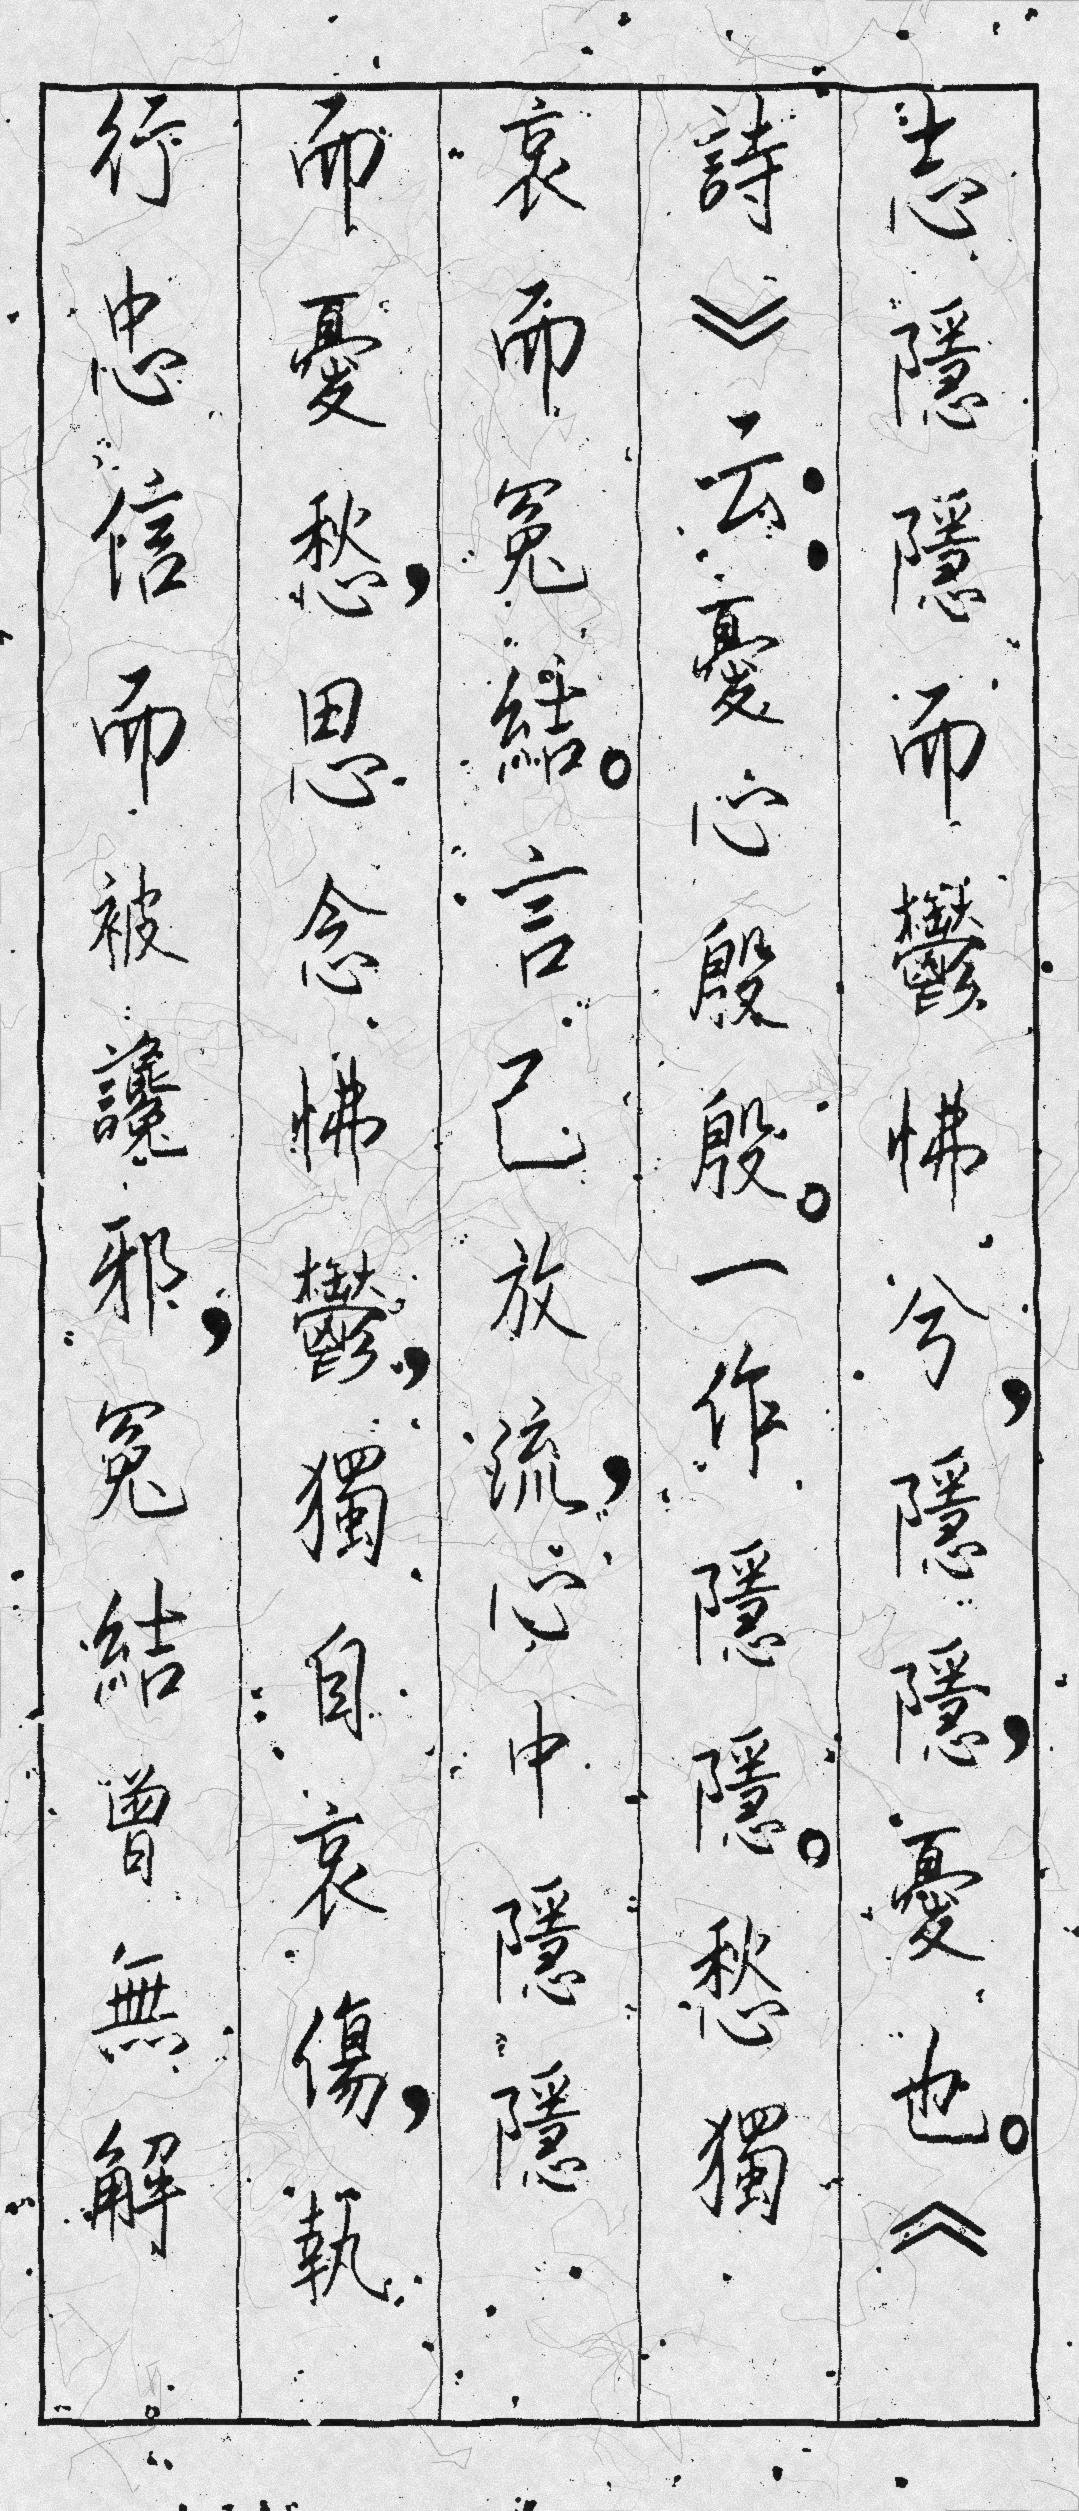 志隱隱而鬱怫兮，隱隱，憂也。《
詩》云：憂心殷殷。一作隱隱。愁獨
哀而冤結。言己放流，心中隱隱
而憂愁，思念怫鬱，獨自哀傷，執
行忠信而被讒邪，冤結曾無解